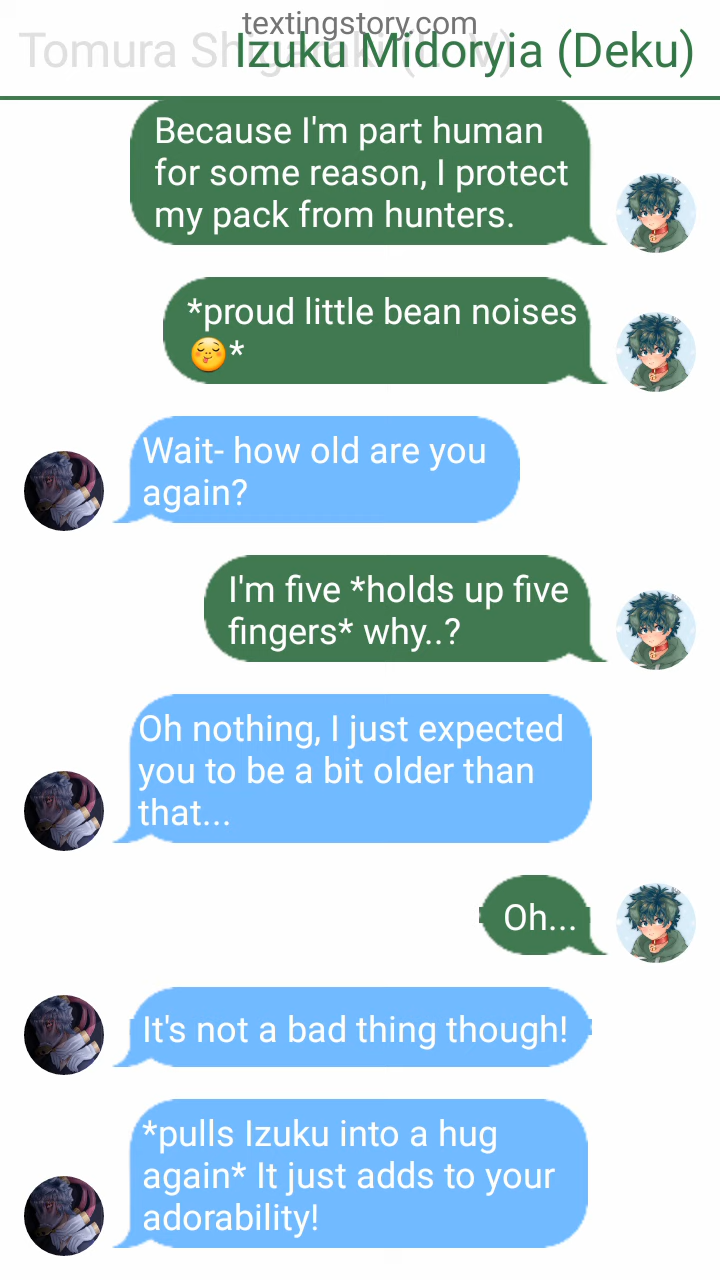 textingstory.com
Tomura
Izuku Midoryia (Deku)
Because I'm part human
for some reason, I protect
my pack from hunters.
*proud little bean noises
😋*
Wait- how old are you
again?
I'm five *holds up five
fingers* why..?
Oh nothing, I just expected
you to be a bit older than
that...
Oh...
It's not a bad thing though!
*pulls Izuku into a hug
again* It just adds to your
adorability!